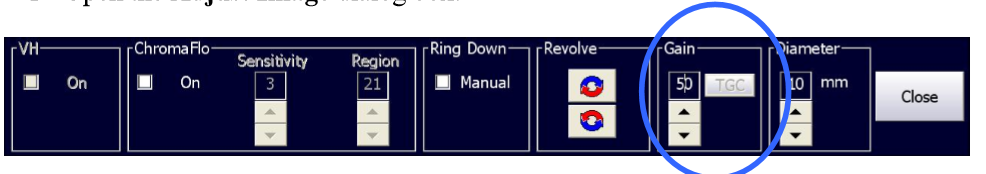 VH
On
ChromaFlo
On
Sensitivity
3
Region
21
Ring Down
Manual
Revolve
Gain
50
TGC
Diameter
10 mm
Close